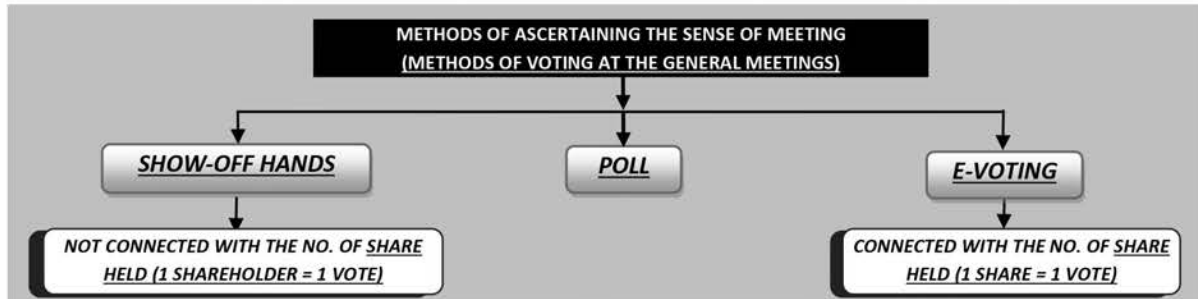 METHODS OF ASCERTAINING THE SENSE OF MEETING
(METHODS OF VOTING AT THE GENERAL MEETINGS)
SHOW-OFF HANDS
POLL
E-VOTING
NOT CONNECTED WITH THE NO. OF SHARE
HELD (1 SHAREHOLDER = 1 VOTE)
CONNECTED WITH THE NO. OF SHARE
HELD (1 SHARE = 1 VOTE)